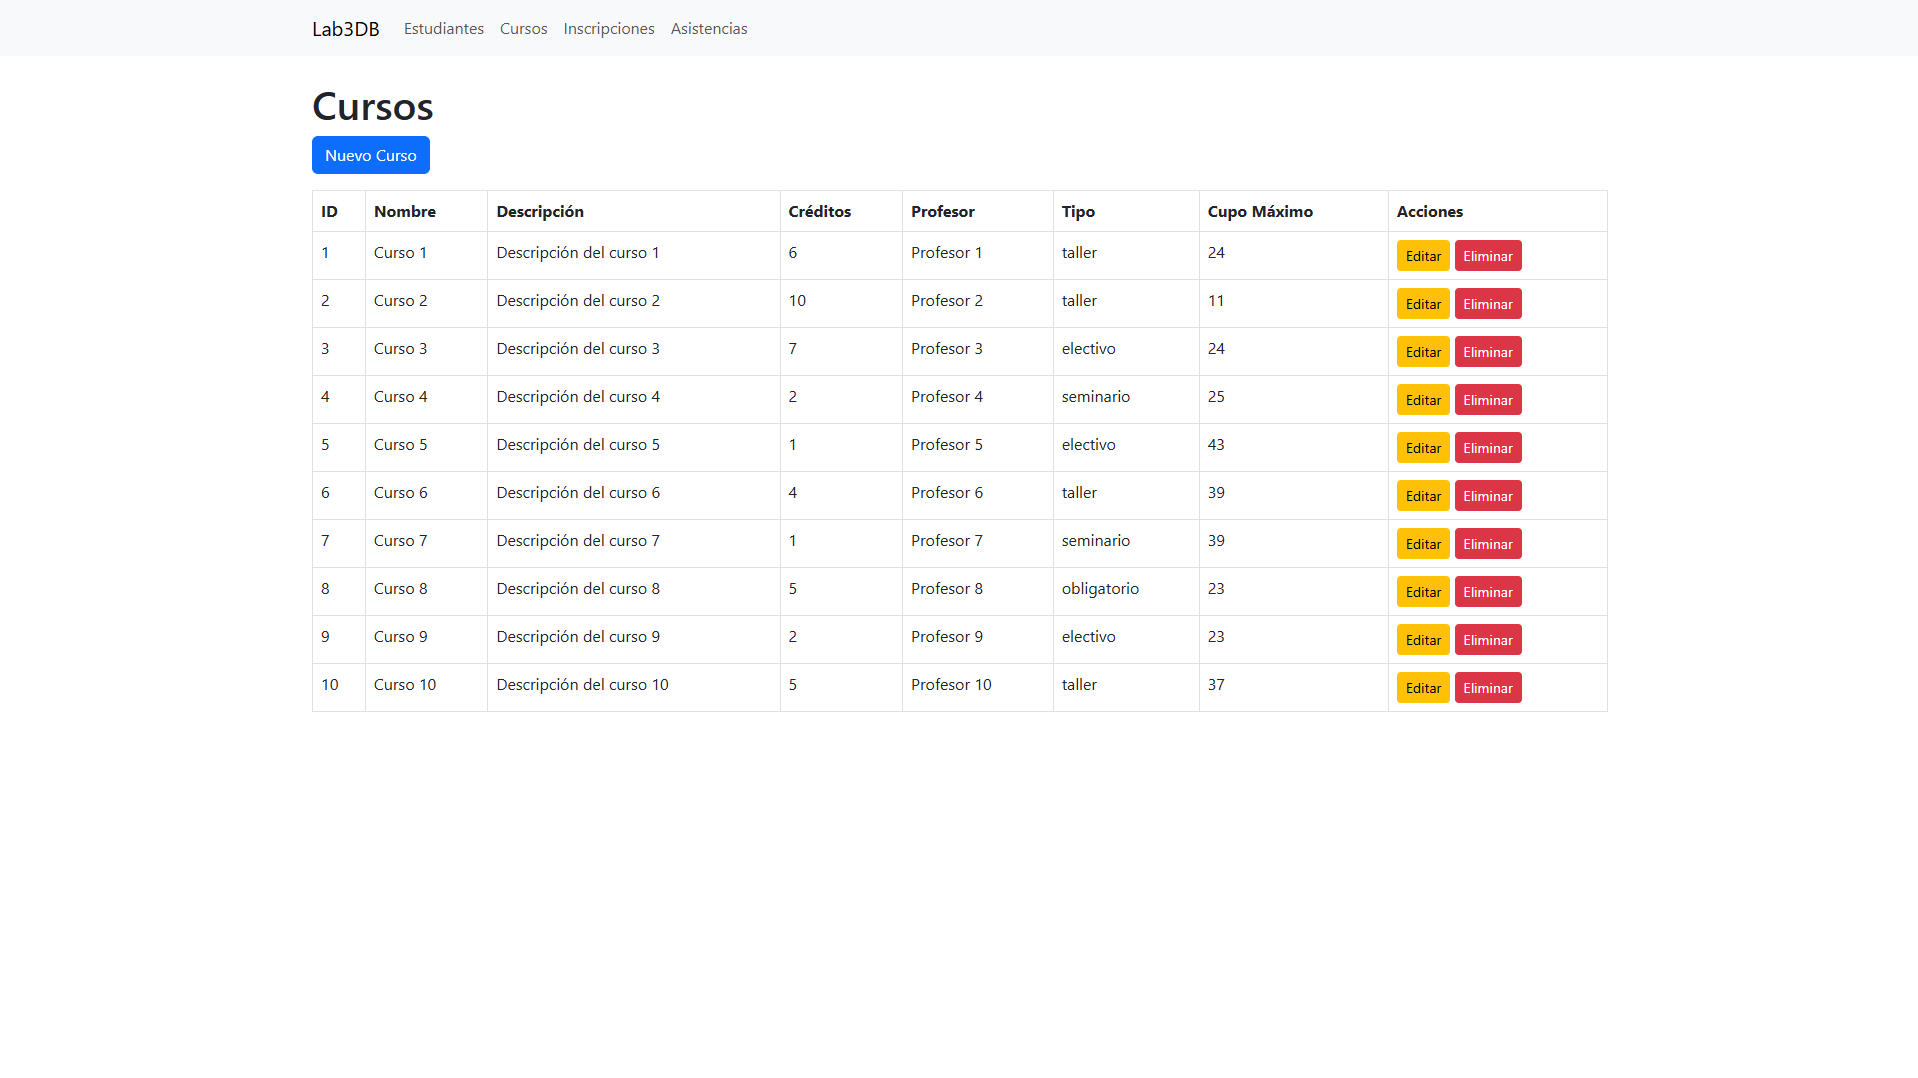 Lab3DB Estudiantes Cursos Inscripciones Asistencias
Cursos
Nuevo Curso
ID Nombre Descripción Créditos Profesor Tipo Cupo Máximo Acciones
1 Curso 1 Descripción del curso 1 6 Profesor 1 taller 24 Editar Eliminar
2 Curso 2 Descripción del curso 2 10 Profesor 2 taller 11 Editar Eliminar
3 Curso 3 Descripción del curso 3 7 Profesor 3 electivo 24 Editar Eliminar
4 Curso 4 Descripción del curso 4 2 Profesor 4 seminario 25 Editar Eliminar
5 Curso 5 Descripción del curso 5 1 Profesor 5 electivo 43 Editar Eliminar
6 Curso 6 Descripción del curso 6 4 Profesor 6 taller 39 Editar Eliminar
7 Curso 7 Descripción del curso 7 1 Profesor 7 seminario 39 Editar Eliminar
8 Curso 8 Descripción del curso 8 5 Profesor 8 obligatorio 23 Editar Eliminar
9 Curso 9 Descripción del curso 9 2 Profesor 9 electivo 23 Editar Eliminar
10 Curso 10 Descripción del curso 10 5 Profesor 10 taller 37 Editar Eliminar